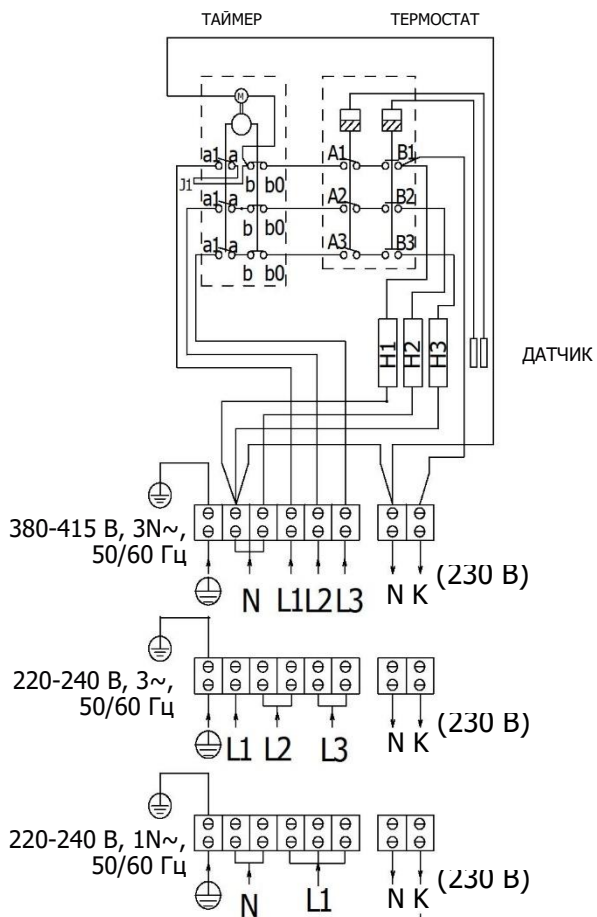 ТАЙМЕР ТЕРМОСТАТ
M
a1 a A1 B1
J1 b b0
a1 a A2 B2
b b0
a1 a A3 B3
b b0
H1 H2 H3
ДАТЧИК
380-415 В, 3N~,
50/60 Гц
N L1 L2 L3 N K (230 В)
220-240 В, 3~,
50/60 Гц
L1 L2 L3 N K (230 В)
220-240 В, 1N~,
50/60 Гц
N L1 N K (230 В)